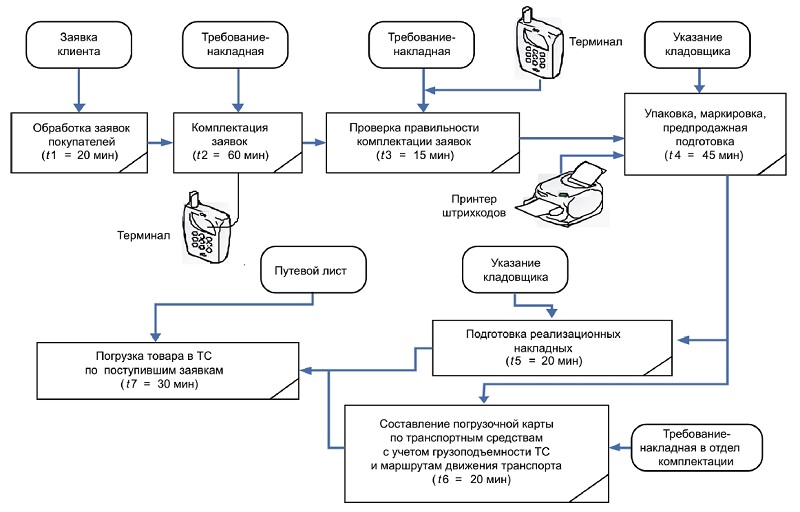 Заявка
клиента
Требование-
накладная
Требование-
накладная
Терминал
Указание
кладовщика
Обработка заявок
покупателей
(t1 = 20 мин)
Комплектация
заявок
(t2 = 60 мин)
Проверка правильности
комплектации заявок
(t3 = 15 мин)
Упаковка, маркировка,
предпродажная
подготовка
(t4 = 45 мин)
Терминал
Принтер
штрихкодов
Путевой лист
Указание
кладовщика
Погрузка товара в ТС
по поступившим заявкам
(t7 = 30 мин)
Подготовка реализационных
накладных
(t5 = 20 мин)
Составление погрузочной карты
по транспортным средствам
с учетом грузоподъемности ТС
и маршрутам движения транспорта
(t6 = 20 мин)
Требование-
накладная в отдел
комплектации